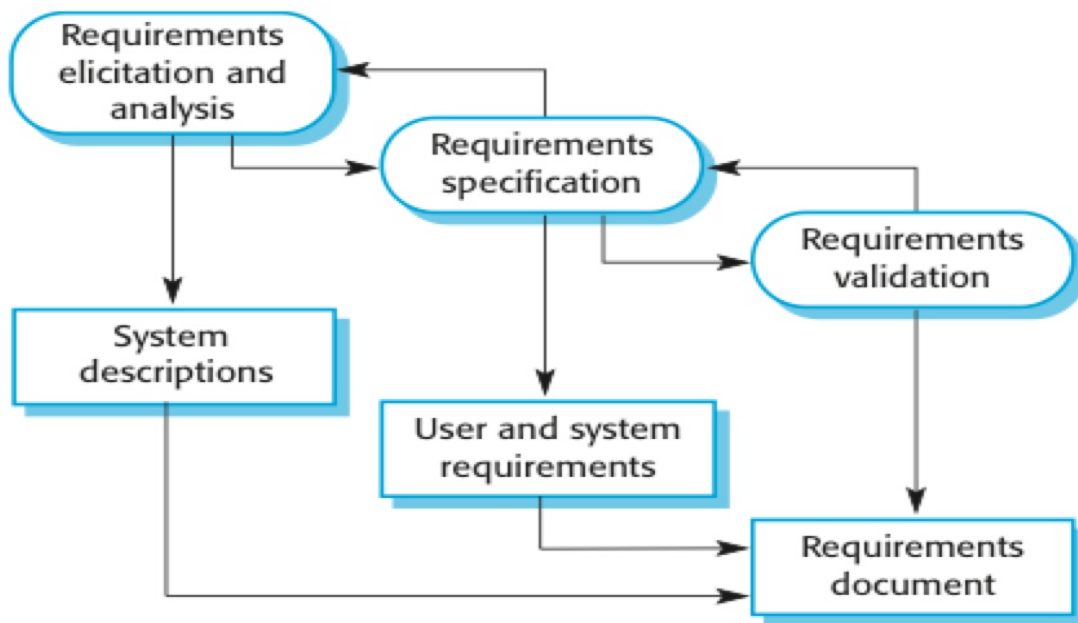 Requirements
elicitation and
analysis
Requirements
specification
Requirements
validation
System
descriptions
User and system
requirements
Requirements
document